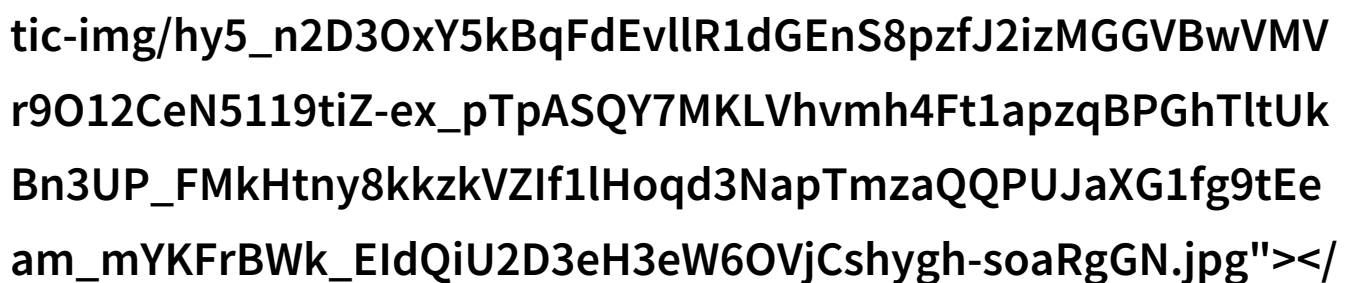 tic-img/hy5_n2D3OxY5kBqFdEvllR1dGEnS8pzfJ2izMGGVBwVMV
r9O12CeN5119tiZ-ex_pTpASQY7MKLVhvmh4Ft1apzqBPGhTltUk
Bn3UP_FMkHtny8kkzkVZIf1lHoqd3NapTmzaQQPUJaXG1fg9tEe
am_mYKFrBWk_EIdQiU2D3eH3eW6OVjCshygh-soaRgGN.jpg"></